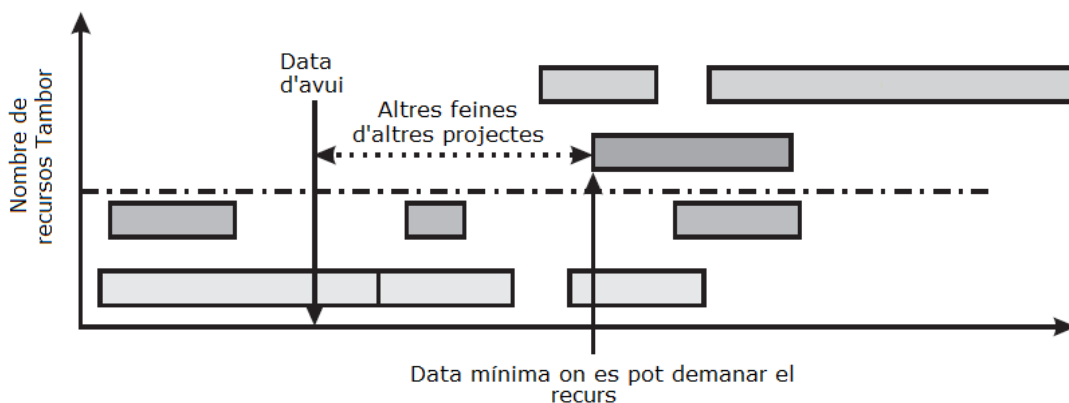 Nombre de
recursos Tambor
Data
d'avui
Altres feines
d'altres projectes
Data mínima on es pot demanar el
recurs